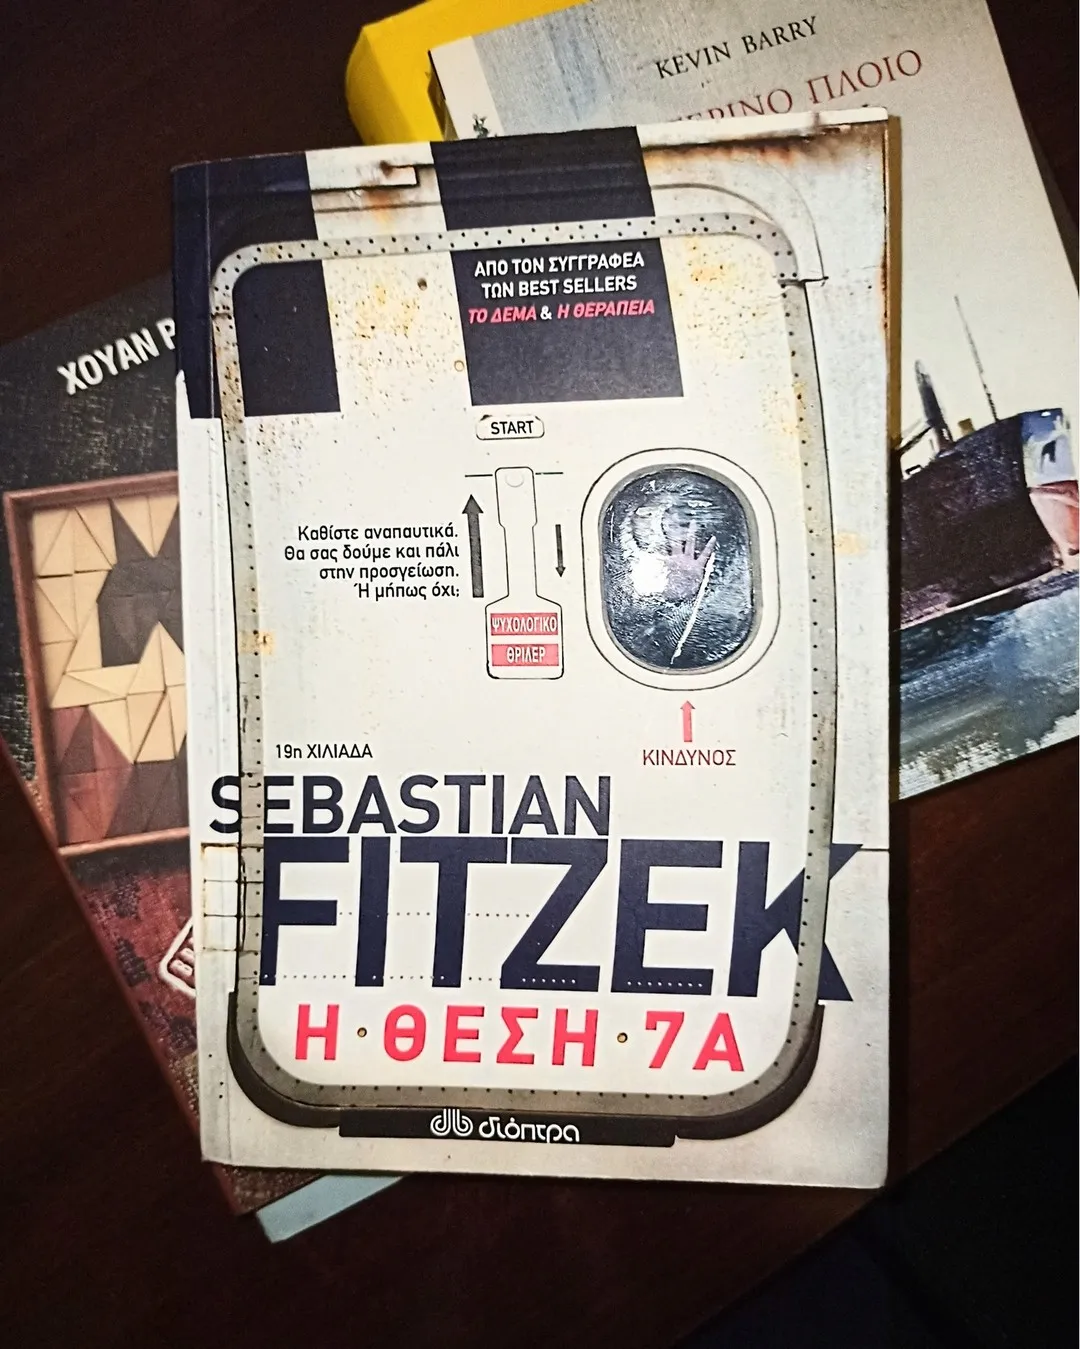 KEVIN BARRY
ΠΛΟΙΟ
ΧΟΥΑΝ
ΑΠΟ ΤΟΝ ΣΥΓΓΡΑΦΕΑ
ΤΩΝ BEST SELLERS
ΤΟ ΔΕΜΑ & Η ΘΕΡΑΠΕΙΑ
START
Καθίστε αναπαυτικά.
Θα σας δούμε και πάλι
στην προσγείωση.
Ή μήπως όχι;
ΨΥΧΟΛΟΓΙΚΟ
ΘΡΙΛΕΡ
ΚΙΝΔΥΝΟΣ
19η ΧΙΛΙΑΔΑ
SEBASTIAN
FITZEK
Η·ΘΕΣΗ·7Α
διόπτρα